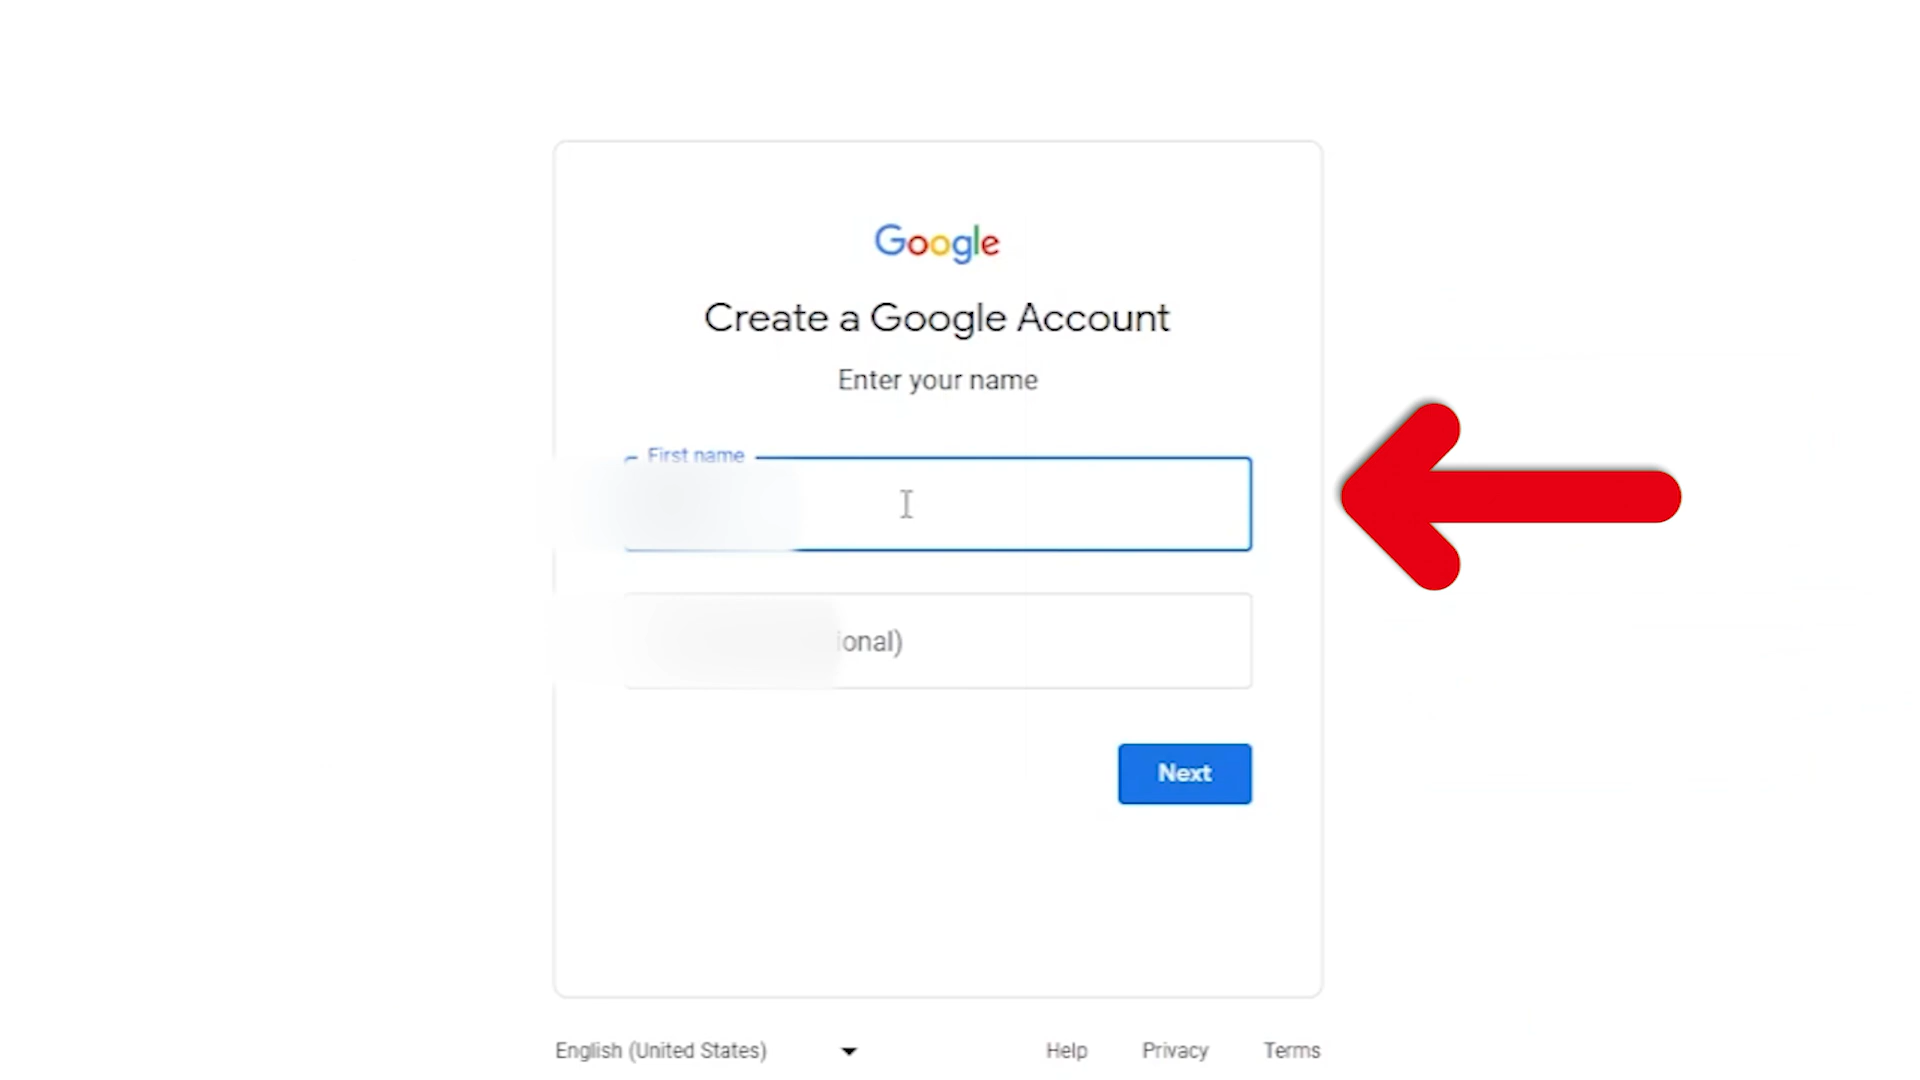 Google
Create a Google Account
Enter your name
First name
ional)
Next
English (United States)
Help Privacy Terms